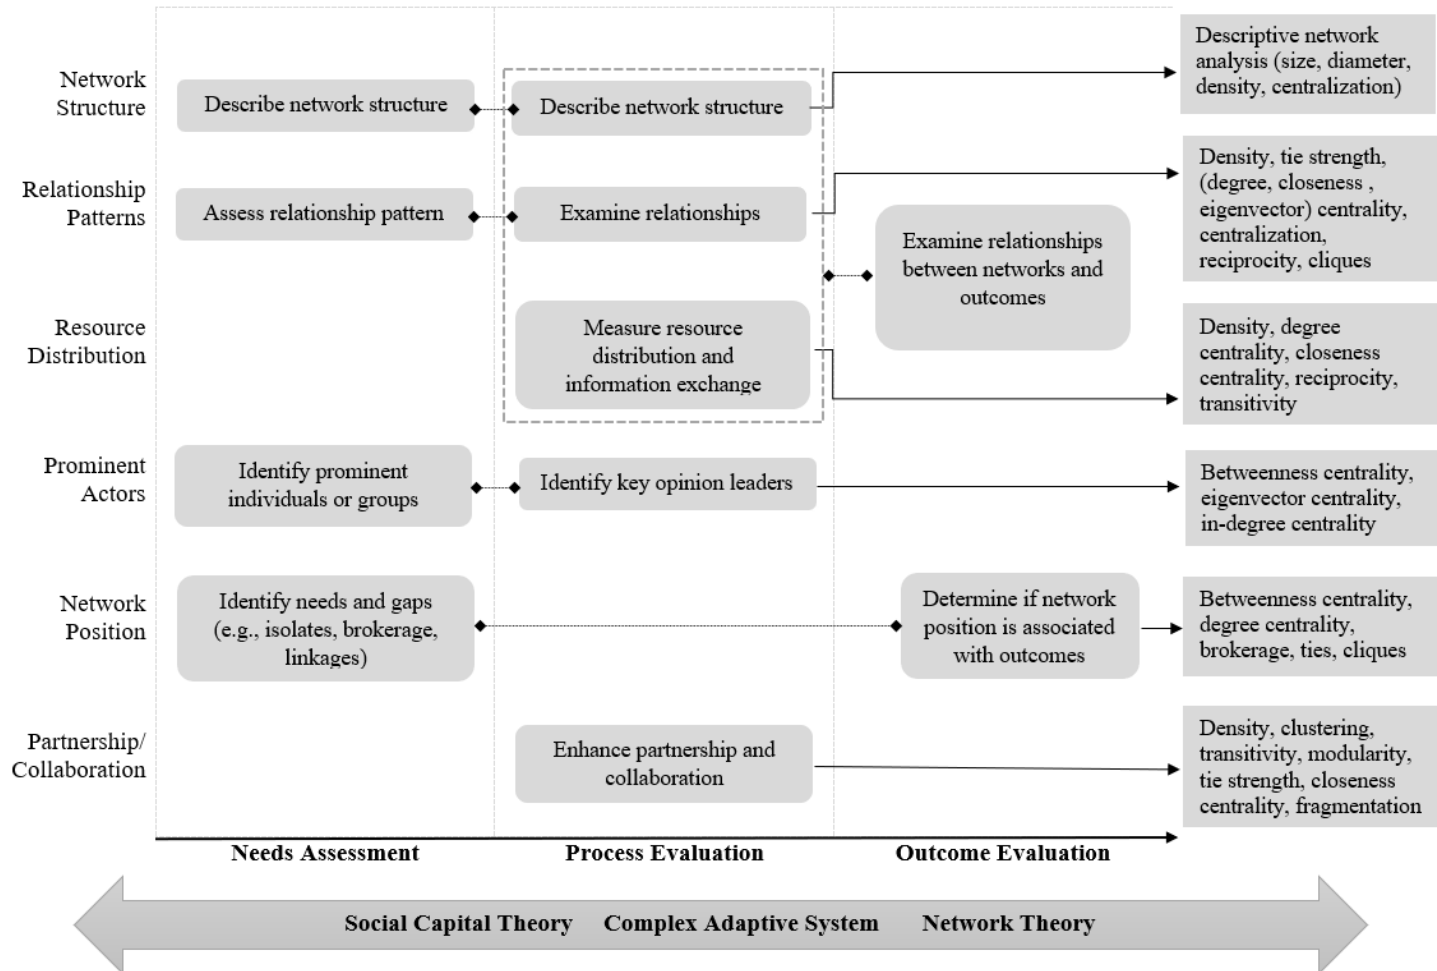 Network
Structure
Describe network structure
Describe network structure
Descriptive network
analysis (size, diameter,
density, centralization)
Relationship
Patterns
Assess relationship pattern
Examine relationships
Density, tie strength,
(degree, closeness ,
eigenvector) centrality,
centralization,
reciprocity, cliques
Examine relationships
between networks and
outcomes
Resource
Distribution
Measure resource
distribution and
information exchange
Density, degree
centrality, closeness
centrality, reciprocity,
transitivity
Prominent
Actors
Identify prominent
individuals or groups
Identify key opinion leaders
Betweenness centrality,
eigenvector centrality,
in-degree centrality
Network
Position
Identify needs and gaps
(e.g., isolates, brokerage,
linkages)
Determine if network
position is associated
with outcomes
Betweenness centrality,
degree centrality,
brokerage, ties, cliques
Partnership/
Collaboration
Enhance partnership and
collaboration
Density, clustering,
transitivity, modularity,
tie strength, closeness
centrality, fragmentation
Needs Assessment Process Evaluation Outcome Evaluation
Social Capital Theory Complex Adaptive System Network Theory